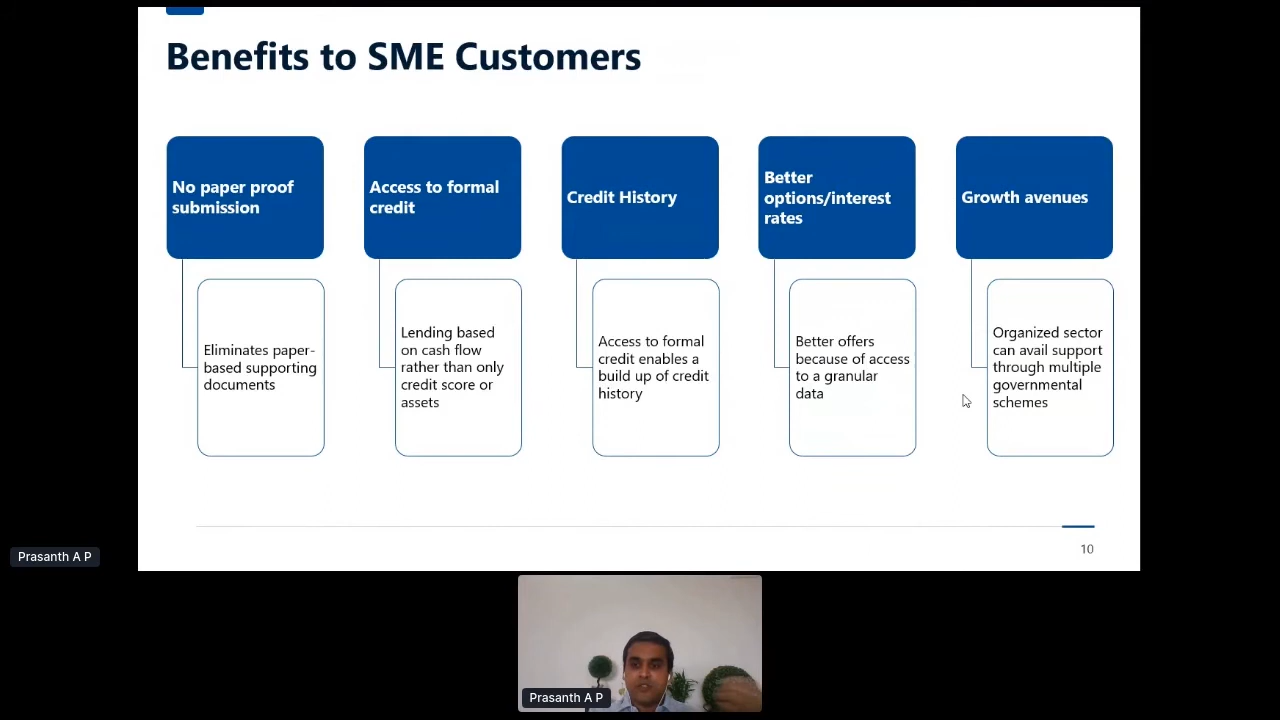 Benefits to SME Customers
No paper proof
submission
Eliminates paper-
based supporting
documents
Access to formal
credit
Lending based
on cash flow
rather than only
credit score or
assets
Credit History
Access to formal
credit enables a
build up of credit
history
Better
options/interest
rates
Better offers
because of access
to a granular
data
Growth avenues
Organized sector
can avail support
through multiple
governmental
schemes
10
Prasanth A P
Prasanth A P